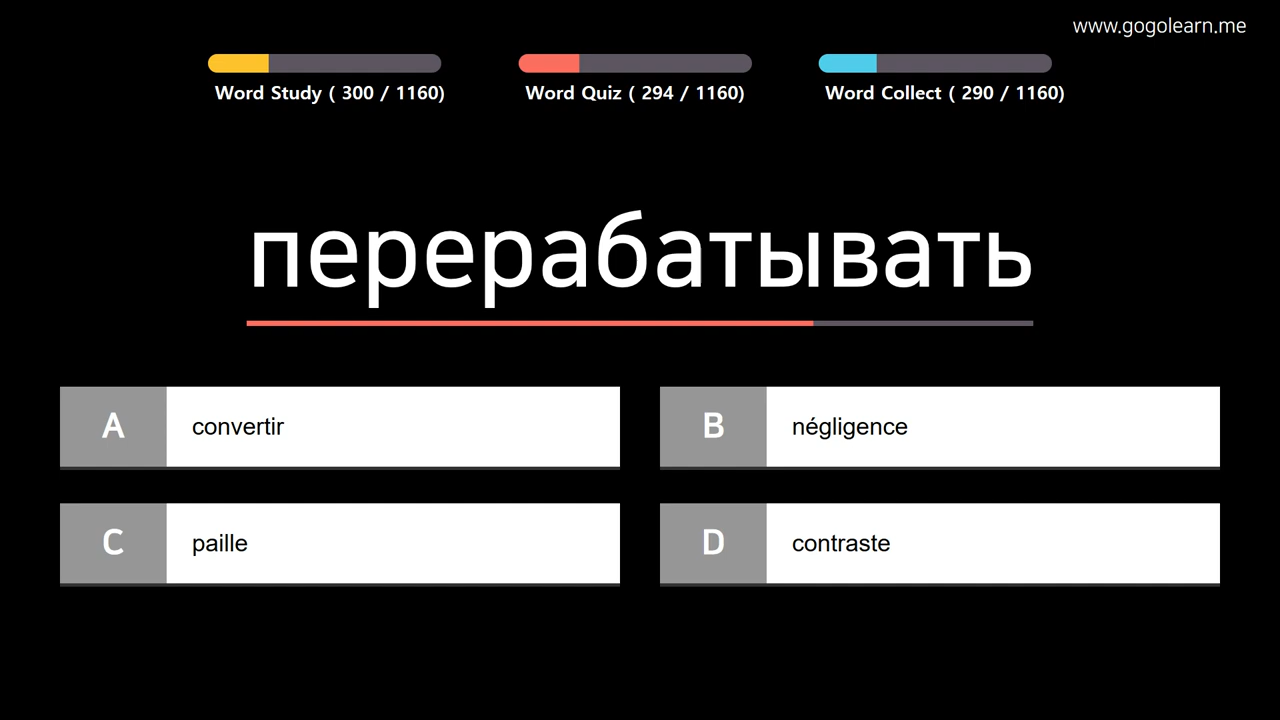 www.gogolearn.me
Word Study ( 300 / 1160)
Word Quiz ( 294 / 1160)
Word Collect ( 290 / 1160)
перерабатывать
A convertir
B négligence
C paille
D contraste